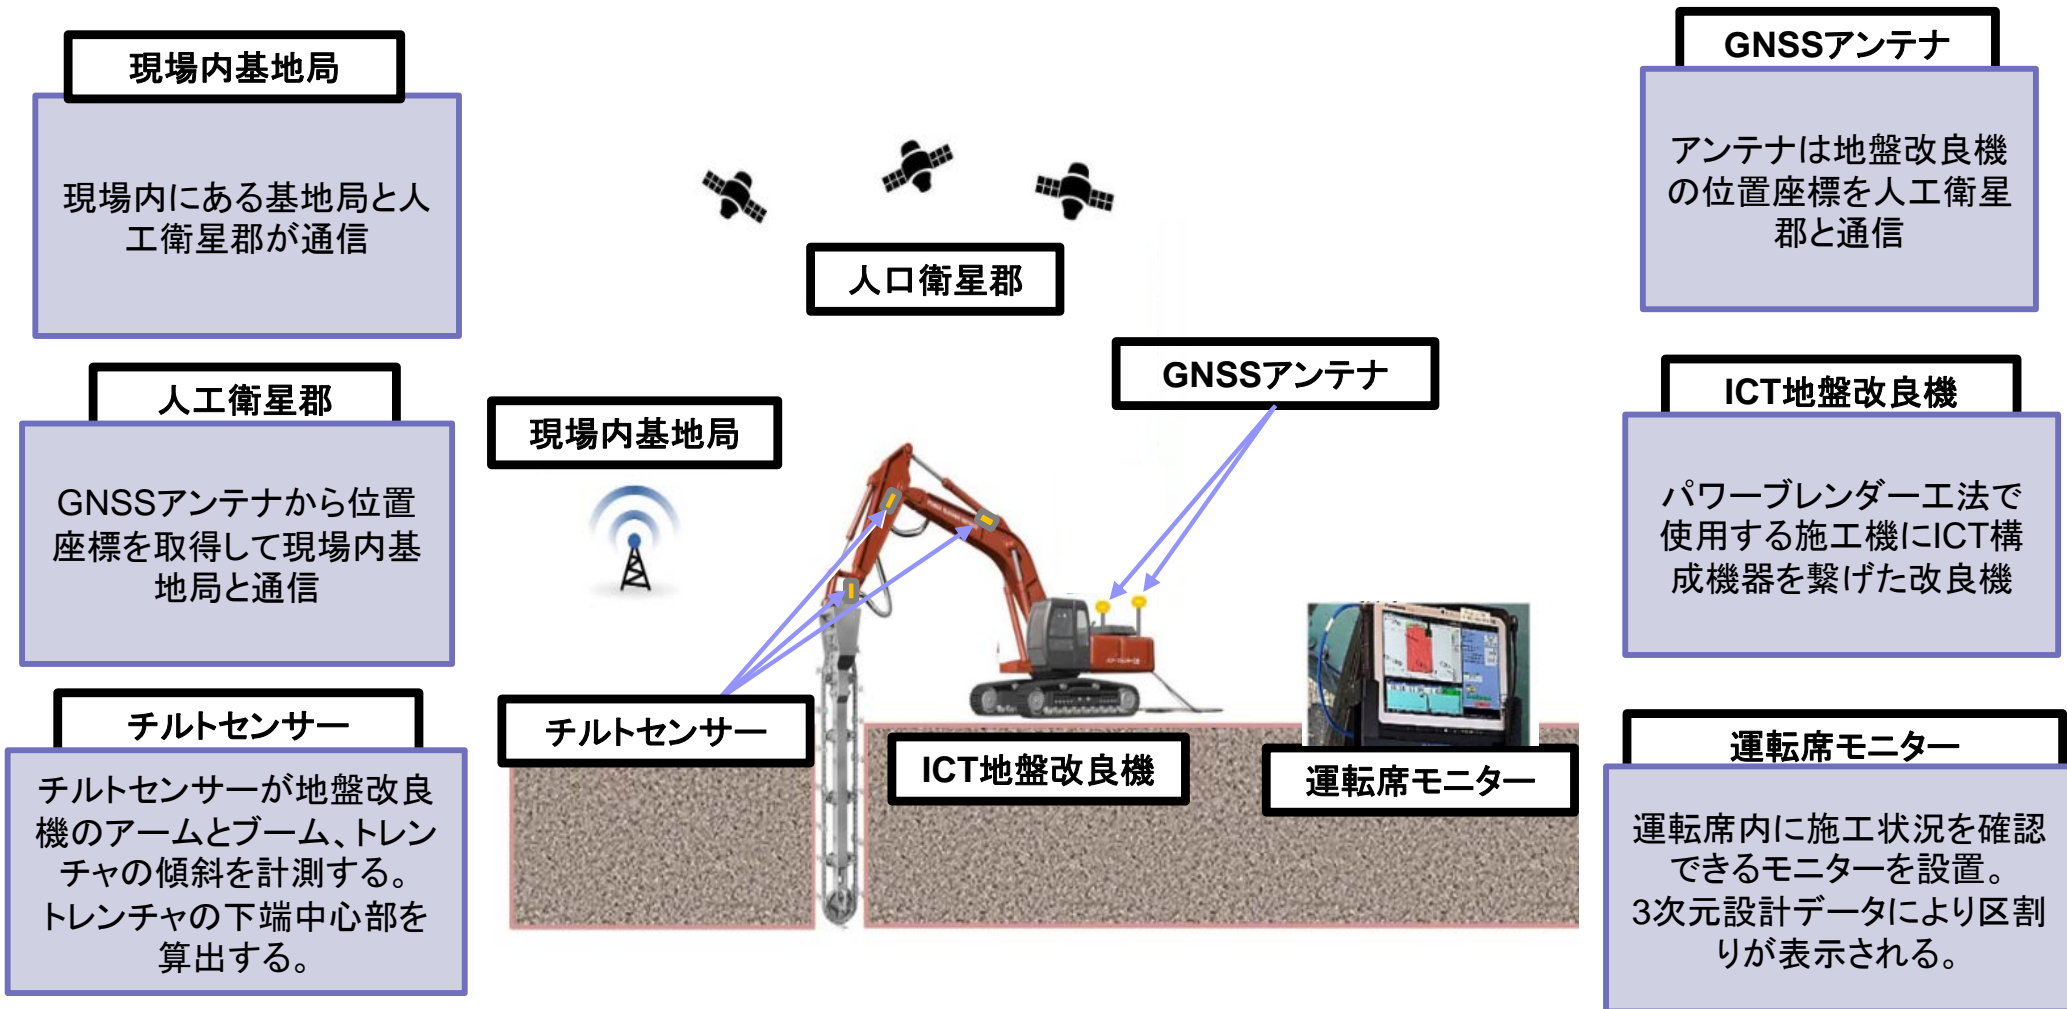 現場内基地局
現場内にある基地局と人
工衛星郡が通信
人工衛星郡
GNSSアンテナから位置
座標を取得して現場内基
地局と通信
チルトセンサー
チルトセンサーが地盤改良
機のアームとブーム、トレン
チャの傾斜を計測する。
トレンチャの下端中心部を
算出する。
人口衛星郡
GNSSアンテナ
現場内基地局
チルトセンサー
ICT地盤改良機
運転席モニター
GNSSアンテナ
アンテナは地盤改良機
の位置座標を人工衛星
郡と通信
ICT地盤改良機
パワーブレンダー工法で
使用する施工機にICT構
成機器を繋げた改良機
運転席モニター
運転席内に施工状況を確認
できるモニターを設置。
3次元設計データにより区割
りが表示される。